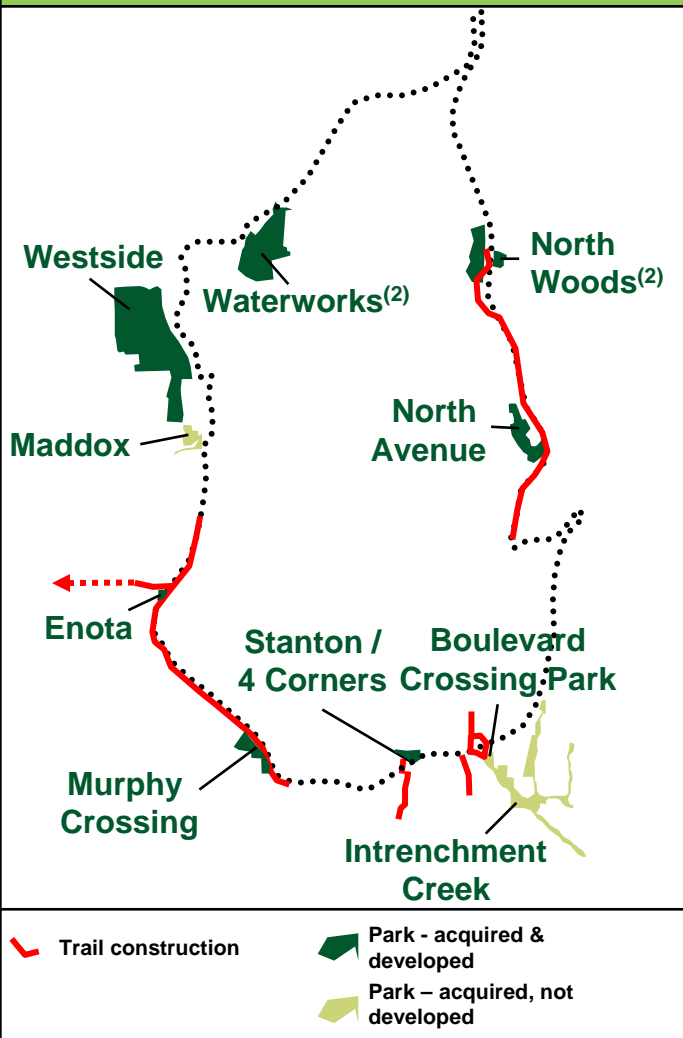 Westside
Waterworks(2)
North
Woods(2)
Maddox
North
Avenue
Enota
Stanton /
4 Corners
Boulevard
Crossing Park
Murphy
Crossing
Intrenchment
Creek
Trail construction
Park - acquired &
developed
Park – acquired, not
developed